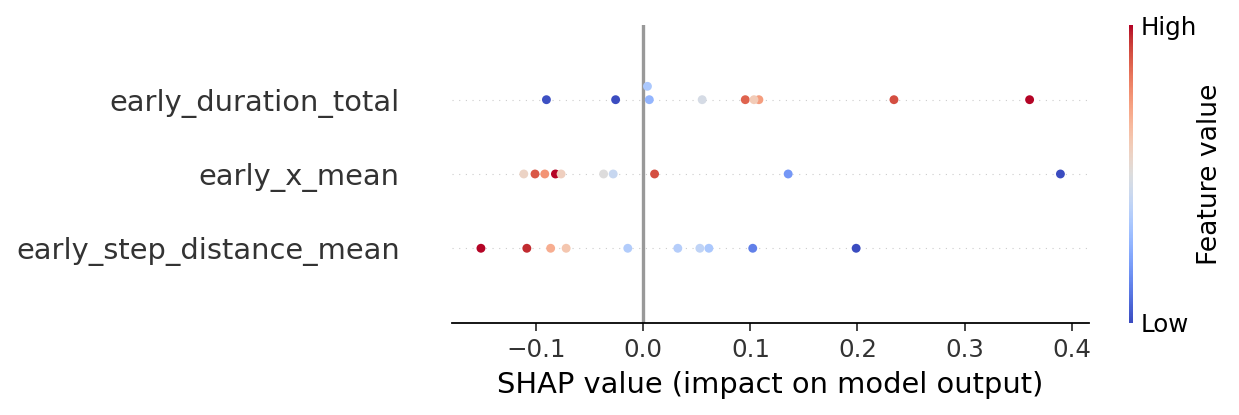 early_duration_total
early_x_mean
early_step_distance_mean
−0.1 0.0 0.1 0.2 0.3 0.4
SHAP value (impact on model output)
High
Low
Feature value